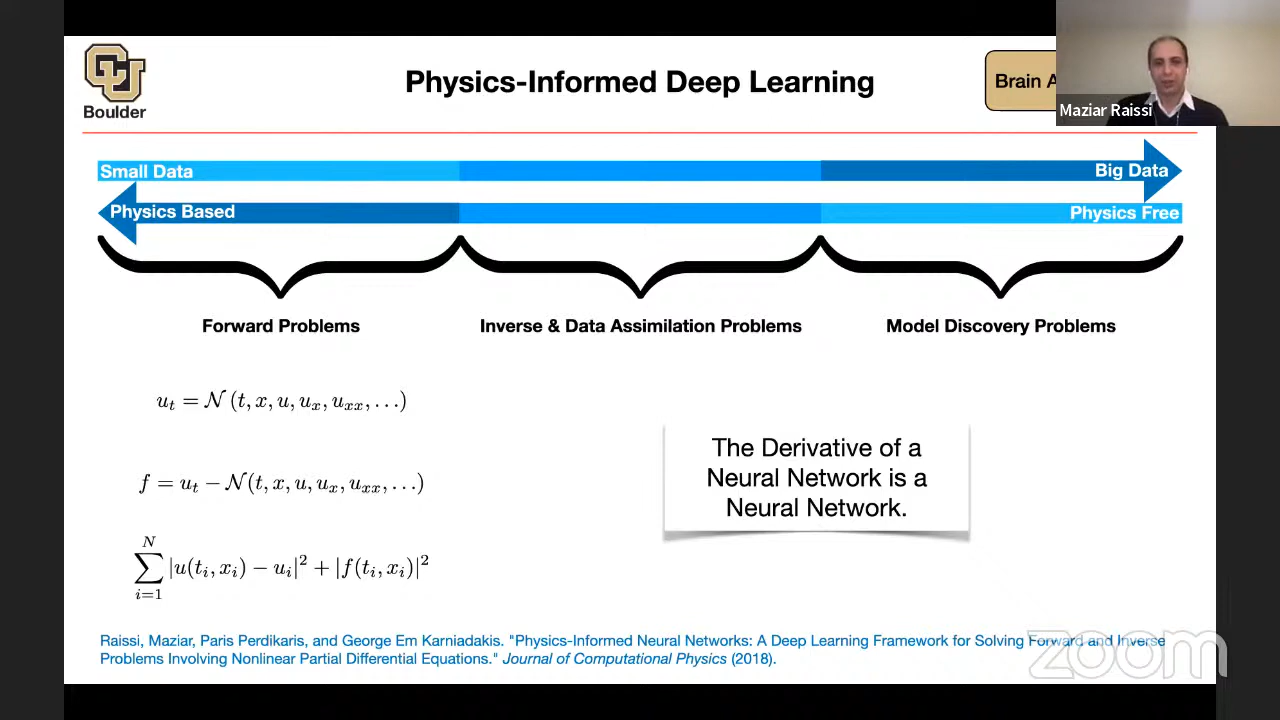 CU
Boulder
Physics-Informed Deep Learning
Brain A
Maziar Raissi
Small Data
Big Data
Physics Based
Physics Free
Forward Problems
Inverse & Data Assimilation Problems
Model Discovery Problems
u_t = 𝒩 (t, x, u, u_x, u_xx, . . .)
f = u_t − 𝒩(t, x, u, u_x, u_xx, . . .)
∑_{i=1}^{N} |u(t_i, x_i) − u_i|² + |f(t_i, x_i)|²
The Derivative of a
Neural Network is a
Neural Network.
Raissi, Maziar, Paris Perdikaris, and George Em Karniadakis. "Physics-Informed Neural Networks: A Deep Learning Framework for Solving Forward and Inverse
Problems Involving Nonlinear Partial Differential Equations." Journal of Computational Physics (2018).
zoom